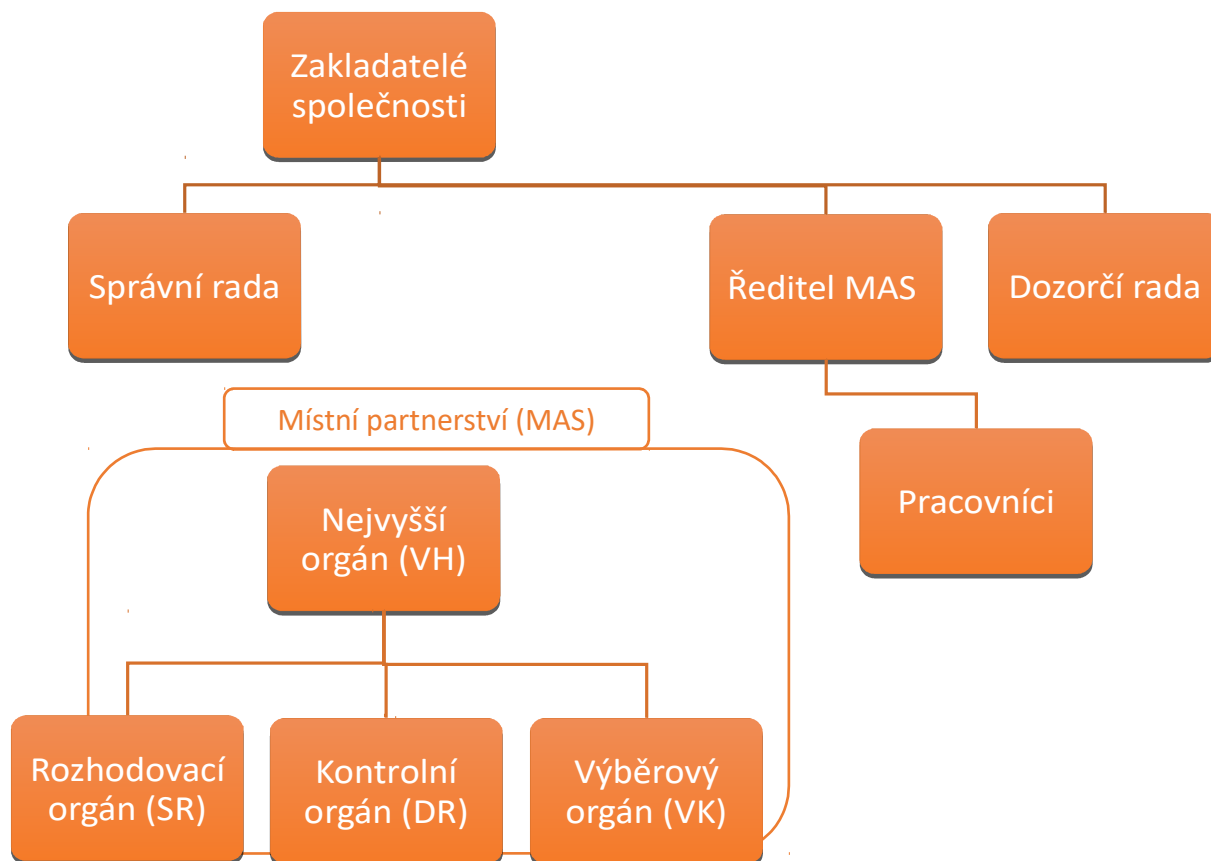 Zakladatelé
společnosti
Správní rada
Ředitel MAS
Dozorčí rada
Pracovníci
Místní partnerství (MAS)
Nejvyšší
orgán (VH)
Rozhodovací
orgán (SR)
Kontrolní
orgán (DR)
Výběrový
orgán (VK)